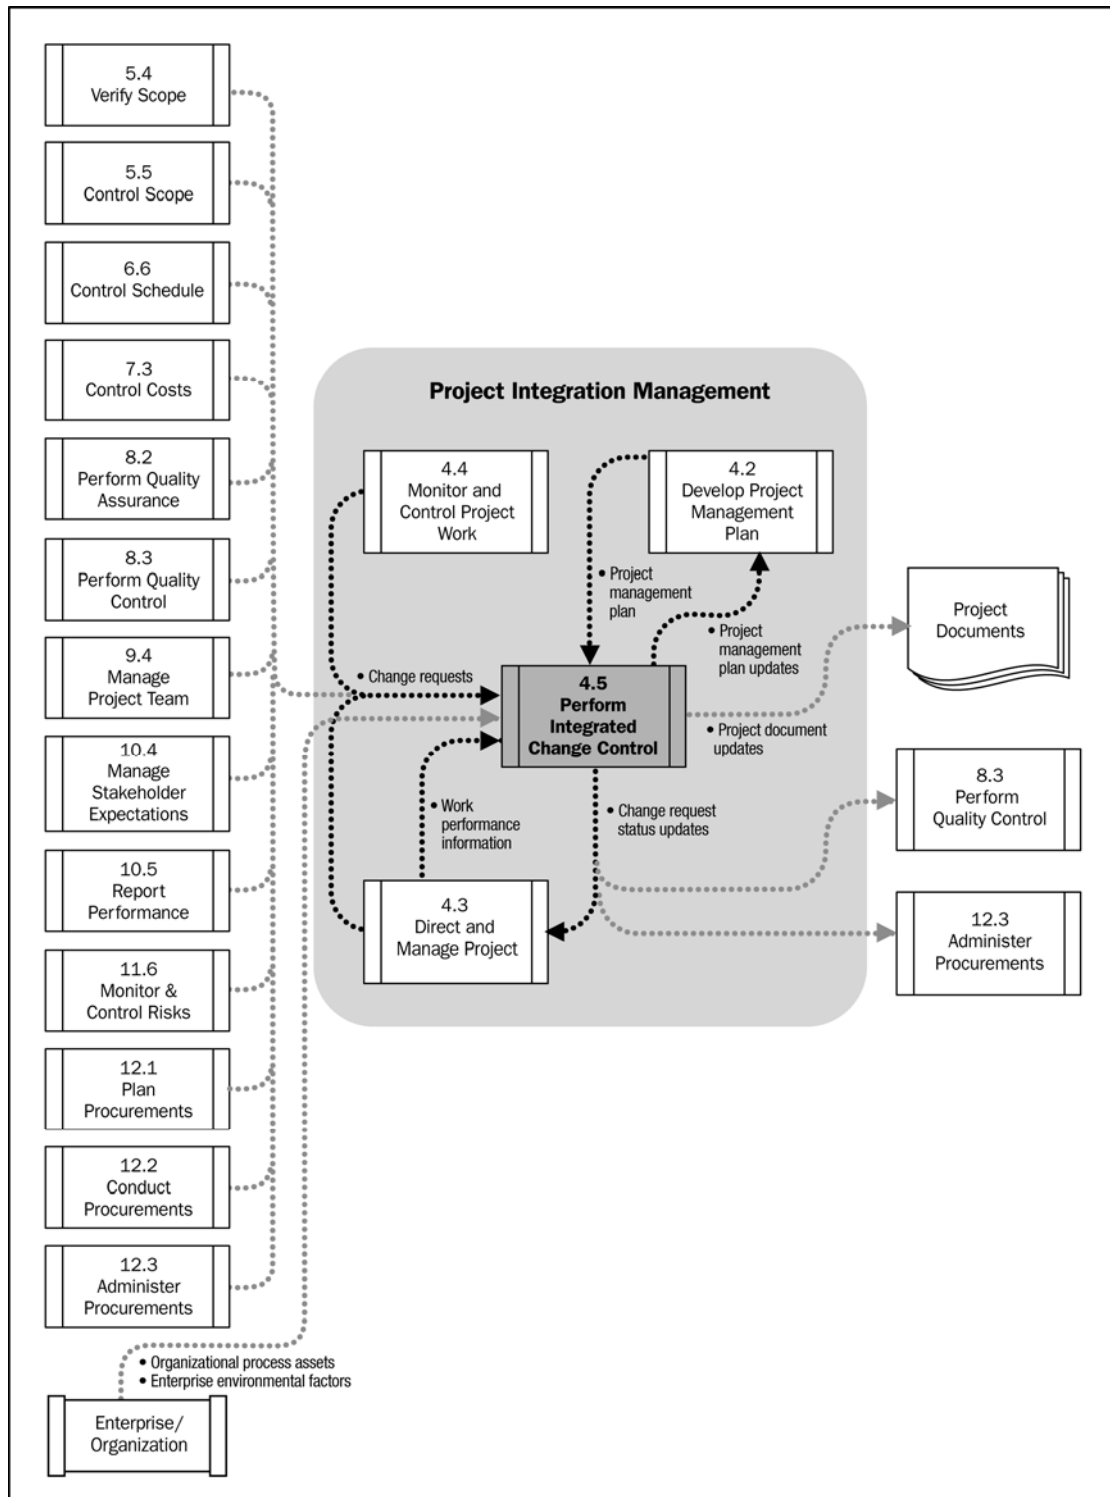 5.4
Verify Scope
5.5
Control Scope
6.6
Control Schedule
7.3
Control Costs
8.2
Perform Quality
Assurance
8.3
Perform Quality
Control
9.4
Manage
Project Team
10.4
Manage
Stakeholder
Expectations
10.5
Report
Performance
11.6
Monitor &
Control Risks
12.1
Plan
Procurements
12.2
Conduct
Procurements
12.3
Administer
Procurements
• Organizational process assets
• Enterprise environmental factors
Enterprise/
Organization
Project Integration Management
4.4
Monitor and
Control Project
Work
4.2
Develop Project
Management
Plan
• Project
management
plan
• Project
management
plan updates
• Change requests
4.5
Perform
Integrated
Change Control
• Project document
updates
• Work
performance
information
• Change request
status updates
4.3
Direct and
Manage Project
Project
Documents
8.3
Perform
Quality Control
12.3
Administer
Procurements